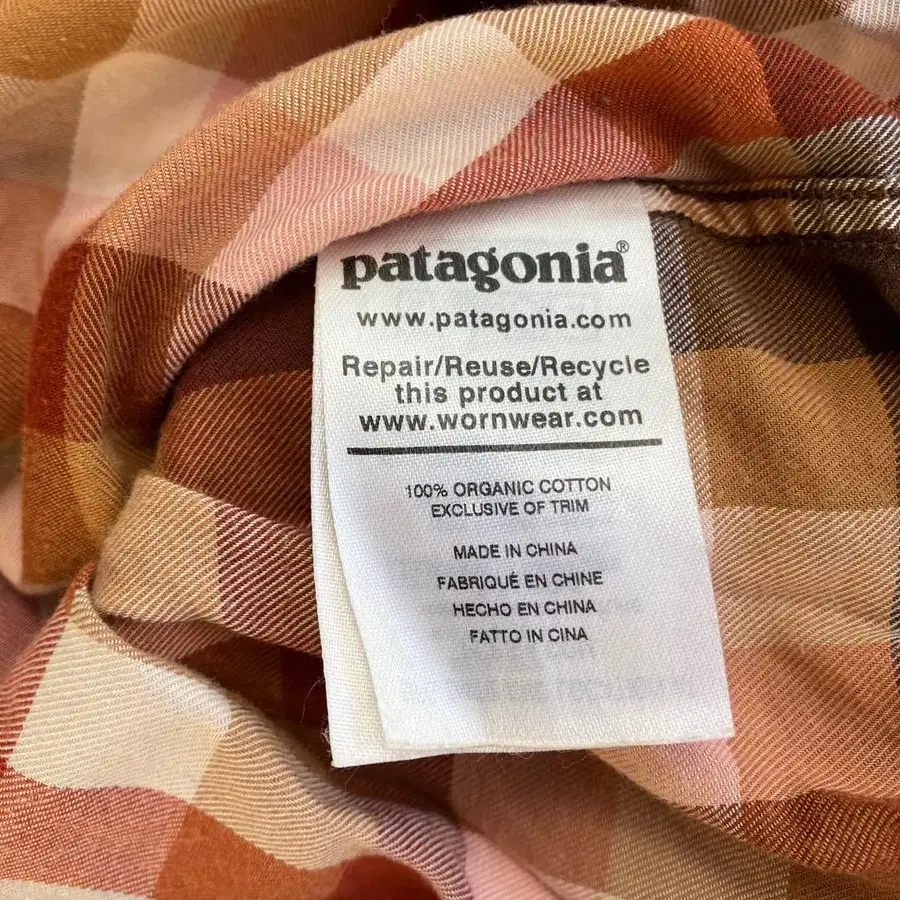 patagonia®
www.patagonia.com
Repair/Reuse/Recycle
this product at
www.wornwear.com
100% ORGANIC COTTON
EXCLUSIVE OF TRIM
MADE IN CHINA
FABRIQUÉ EN CHINE
HECHO EN CHINA
FATTO IN CINA